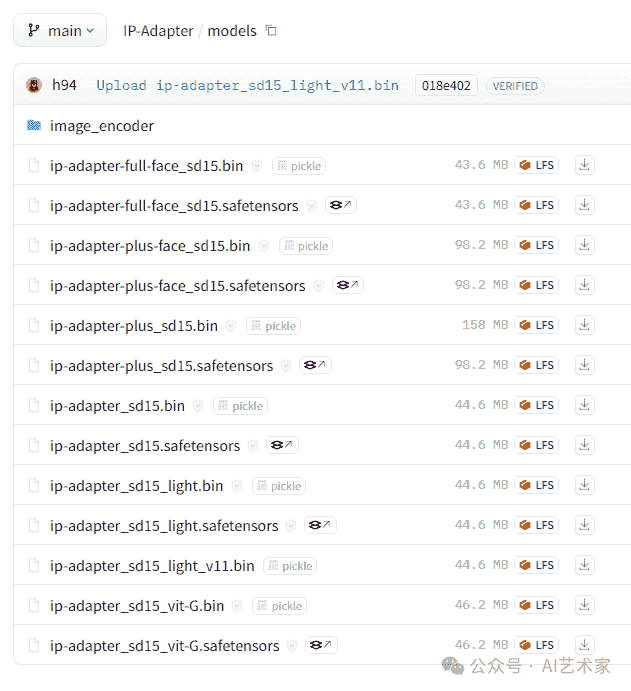 main IP-Adapter / models
h94 Upload ip-adapter_sd15_light_v11.bin 018e402 VERIFIED
image_encoder
ip-adapter-full-face_sd15.bin pickle 43.6 MB LFS
ip-adapter-full-face_sd15.safetensors 43.6 MB LFS
ip-adapter-plus-face_sd15.bin pickle 98.2 MB LFS
ip-adapter-plus-face_sd15.safetensors 98.2 MB LFS
ip-adapter-plus_sd15.bin pickle 158 MB LFS
ip-adapter-plus_sd15.safetensors 98.2 MB LFS
ip-adapter_sd15.bin pickle 44.6 MB LFS
ip-adapter_sd15.safetensors 44.6 MB LFS
ip-adapter_sd15_light.bin pickle 44.6 MB LFS
ip-adapter_sd15_light.safetensors 44.6 MB LFS
ip-adapter_sd15_light_v11.bin pickle 44.6 MB LFS
ip-adapter_sd15_vit-G.bin pickle 46.2 MB LFS
ip-adapter_sd15_vit-G.safetensors 46.2 MB LFS
公众号 · AI艺术家